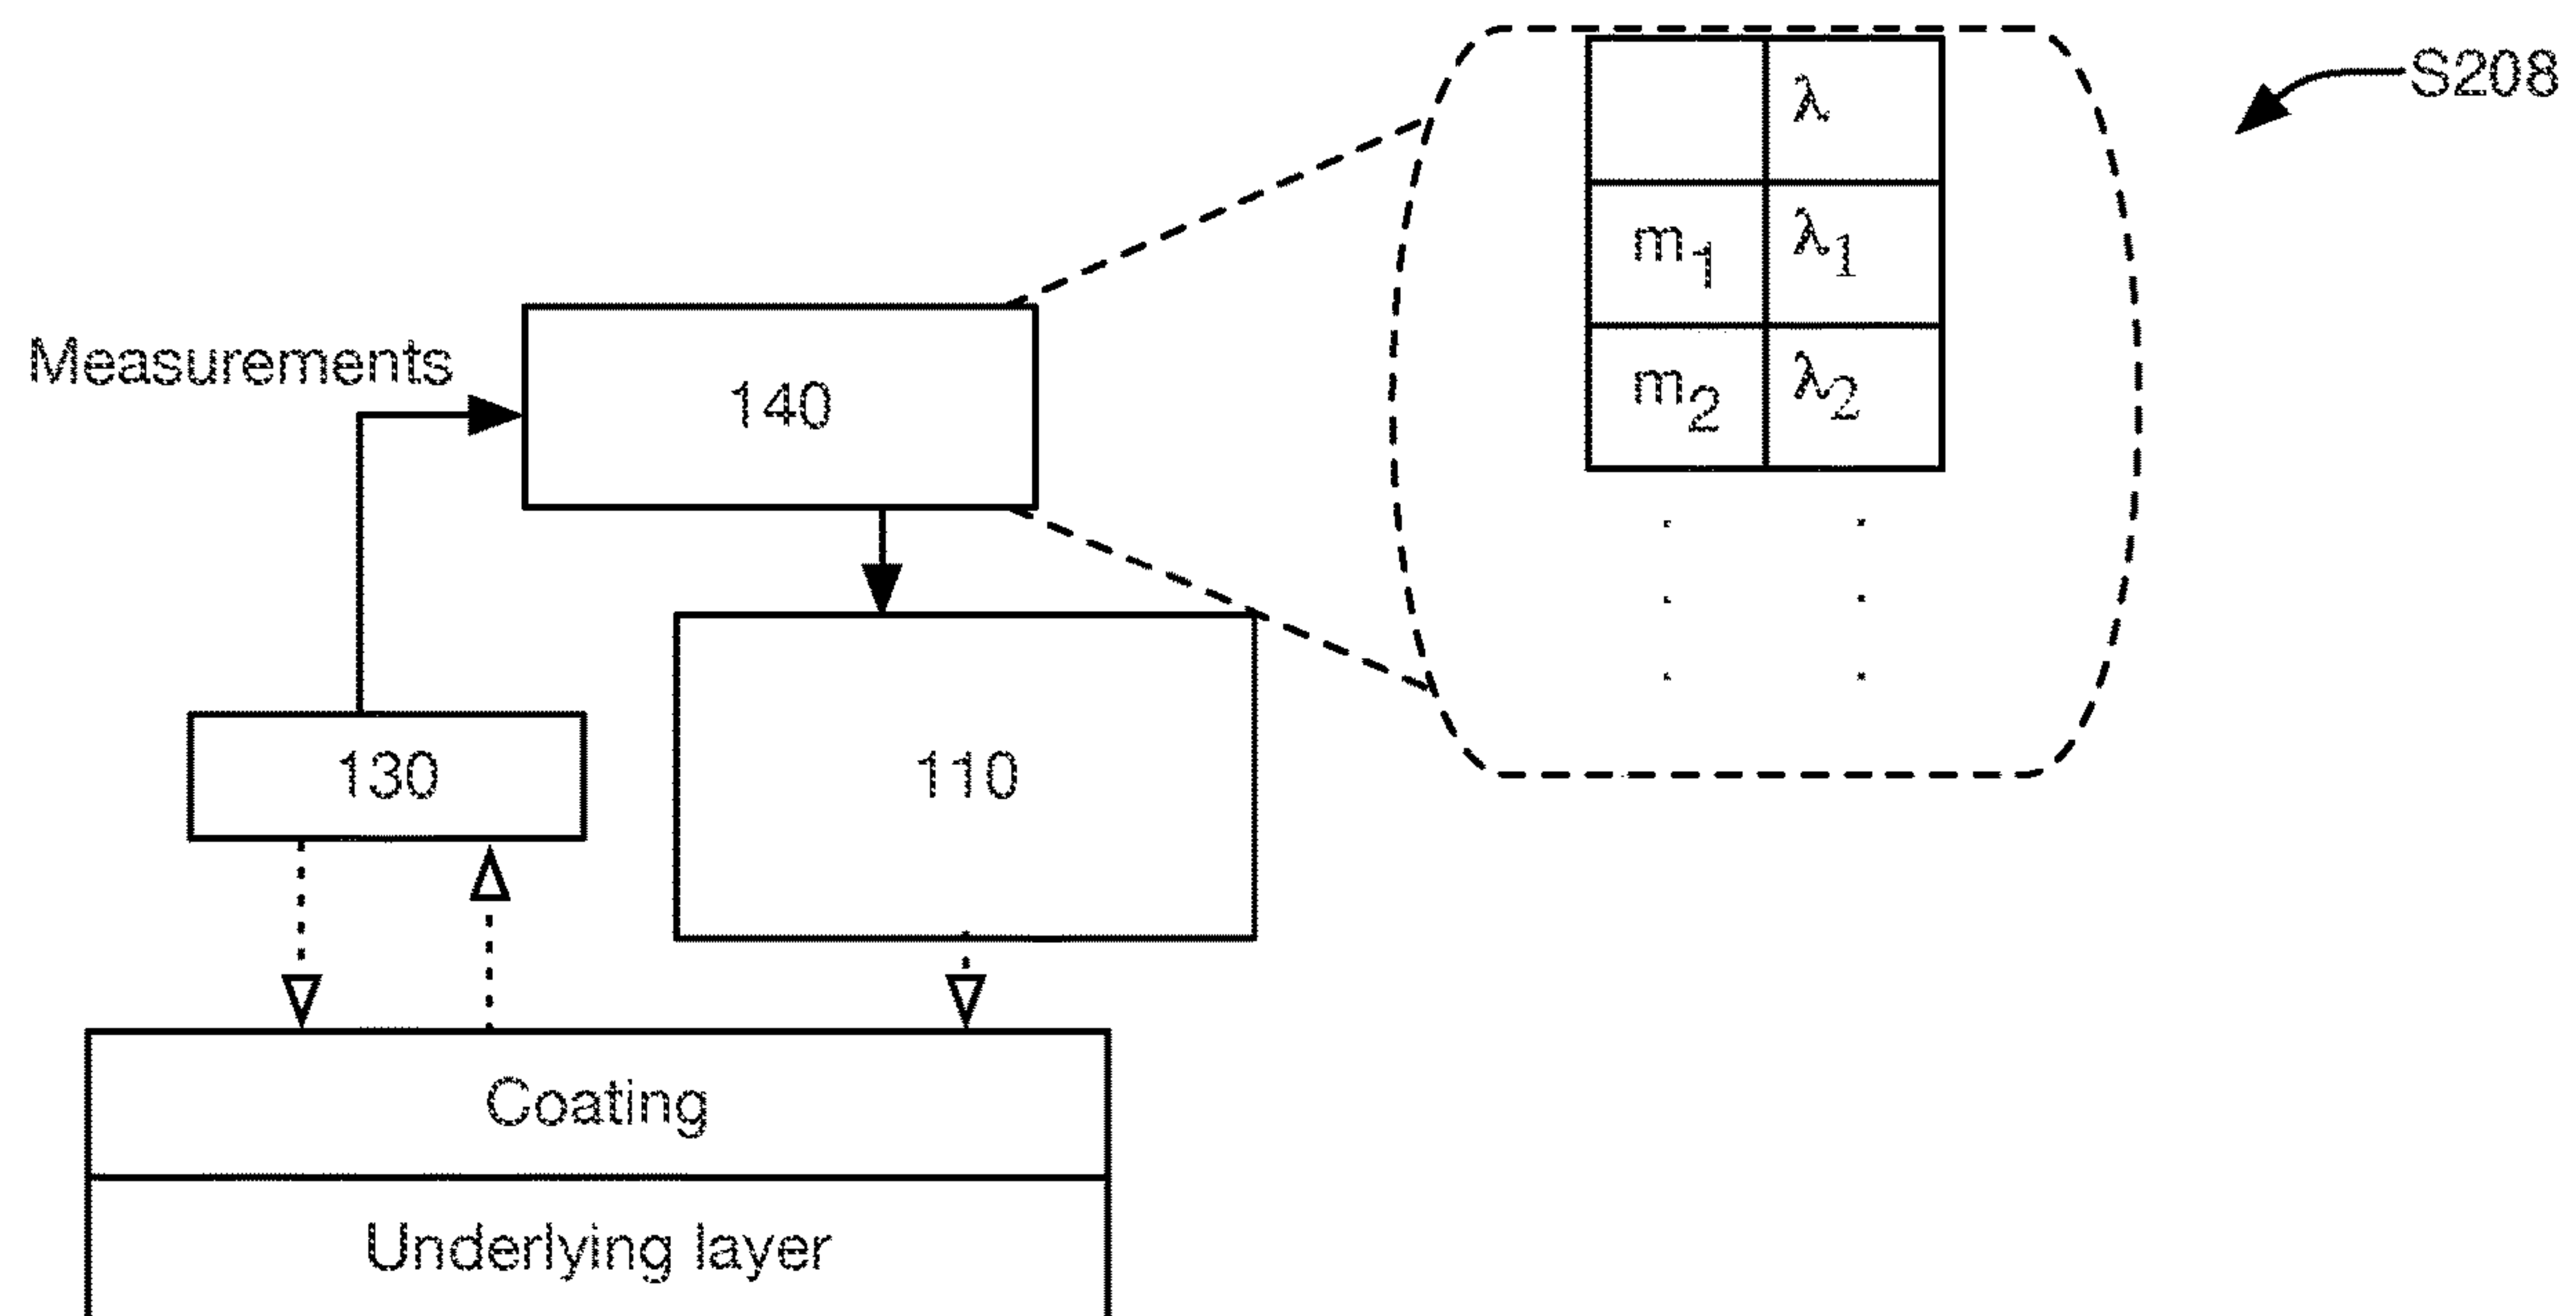 S208
λ
m1 λ1
m2 λ2
Measurements
140
130
110
Coating
Underlying layer